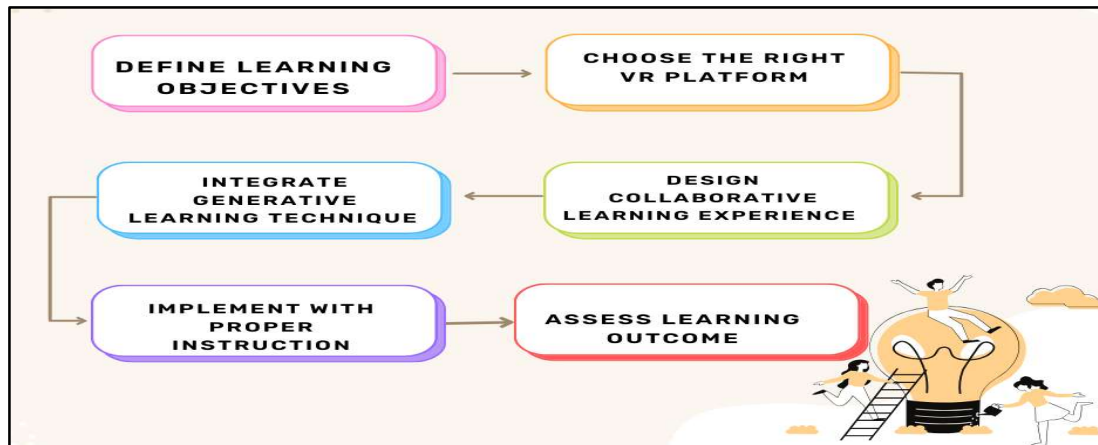 DEFINE LEARNING
OBJECTIVES
CHOOSE THE RIGHT
VR PLATFORM
DESIGN
COLLABORATIVE
LEARNING EXPERIENCE
INTEGRATE
GENERATIVE
LEARNING TECHNIQUE
IMPLEMENT WITH
PROPER
INSTRUCTION
ASSESS LEARNING
OUTCOME